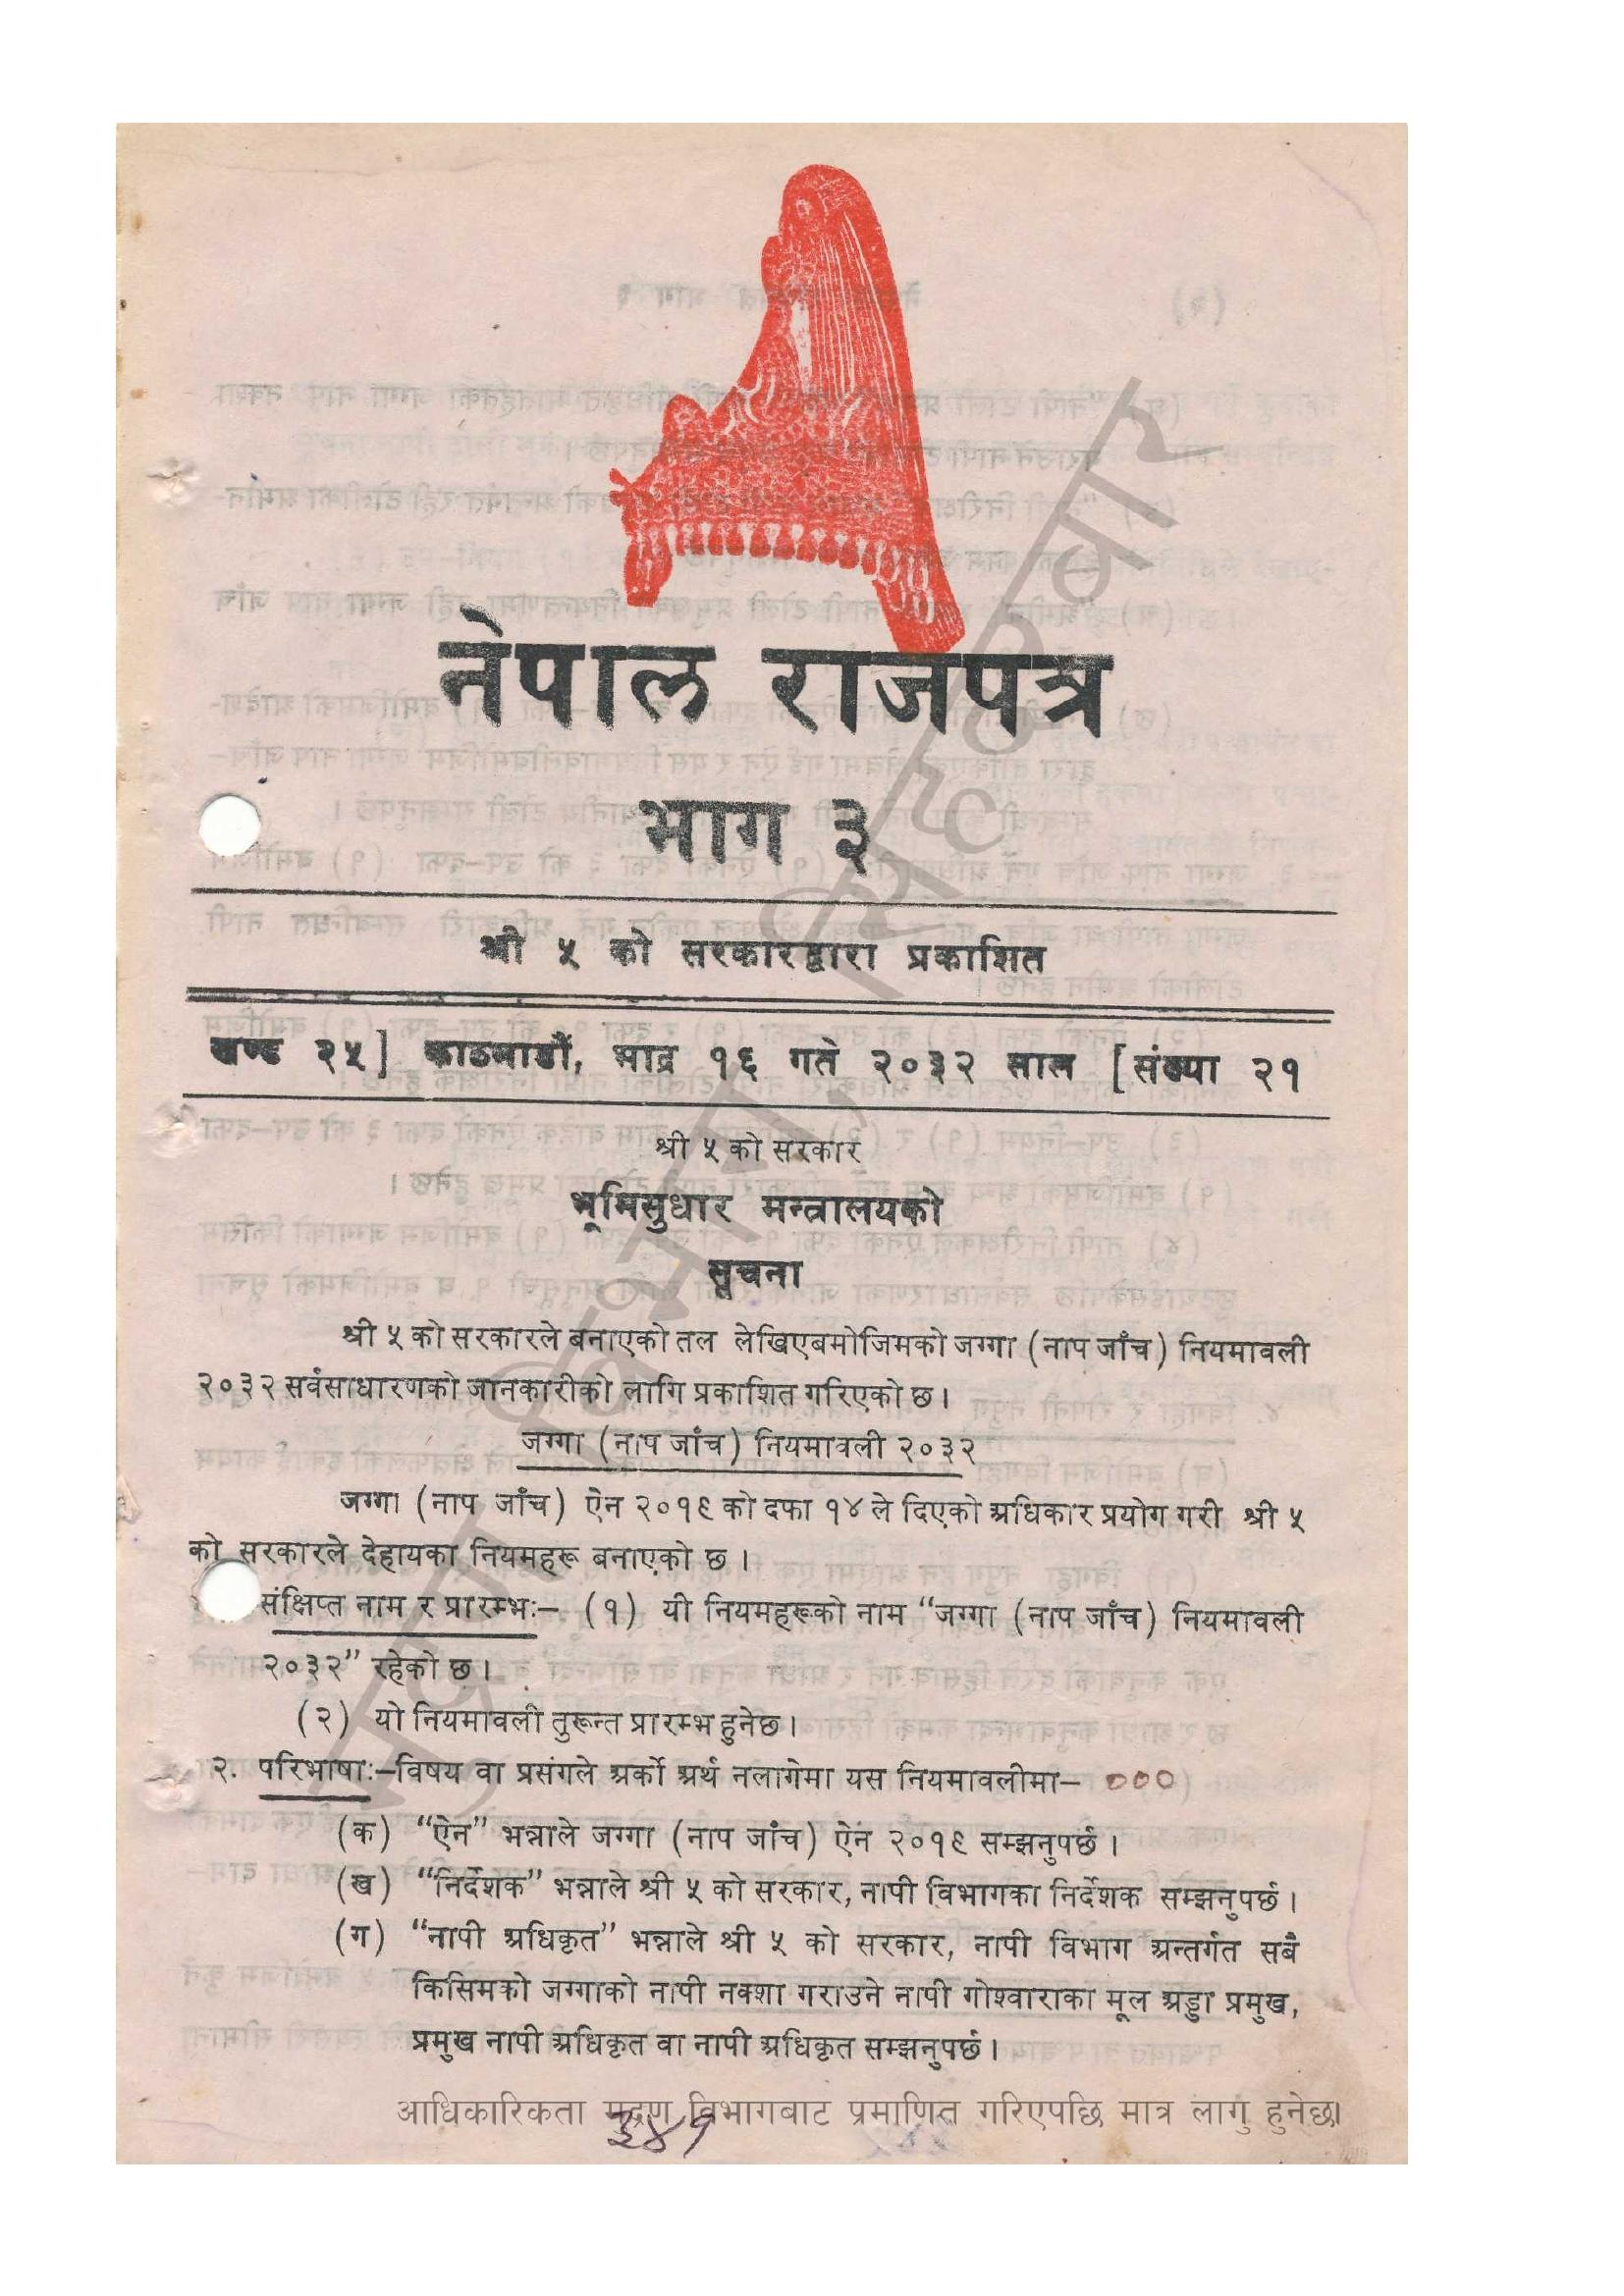 नेपाल राजपत्र
भाग ३
श्री ५ को सरकारद्वारा प्रकाशित
खण्ड २५] काठमाडौं, भाद्र १६ गते २०३२ साल [संख्या २१
श्री ५ को सरकार
भूमिसुधार मन्त्रालयको
सूचना
श्री ५ को सरकारले बनाएको तल लेखिएबमोजिमको जग्गा (नाप जाँच) नियमावली
२०३२ सर्वसाधारणको जानकारीको लागि प्रकाशित गरिएको छ।
जग्गा (नाप जाँच) नियमावली २०३२
जग्गा (नाप जाँच) ऐन २०१९ को दफा १४ ले दिएको अधिकार प्रयोग गरी श्री ५
को सरकारले देहायका नियमहरू बनाएको छ ।
संक्षिप्त नाम र प्रारम्भः– (१) यी नियमहरूको नाम “जग्गा (नाप जाँच) नियमावली
२०३२” रहेको छ।
(२) यो नियमावली तुरून्त प्रारम्भ हुनेछ।
२. परिभाषाः–विषय वा प्रसंगले अर्को अर्थ नलागेमा यस नियमावलीमा– ०००
(क) “ऐन” भन्नाले जग्गा (नाप जाँच) ऐन २०१९ सम्झनुपर्छ।
(ख) “निर्देशक” भन्नाले श्री ५ को सरकार, नापी विभागका निर्देशक सम्झनुपर्छ।
(ग) “नापी अधिकृत” भन्नाले श्री ५ को सरकार, नापी विभाग अन्तर्गत सबै
किसिमको जग्गाको नापी नक्शा गराउने नापी गोश्वाराका मूल अड्डा प्रमुख,
प्रमुख नापी अधिकृत वा नापी अधिकृत सम्झनुपर्छ।
आधिकारिकता मुद्रण विभागबाट प्रमाणित गरिएपछि मात्र लागु हुनेछ।
३४१
मुद्रण विभाग, सिंहदरवार